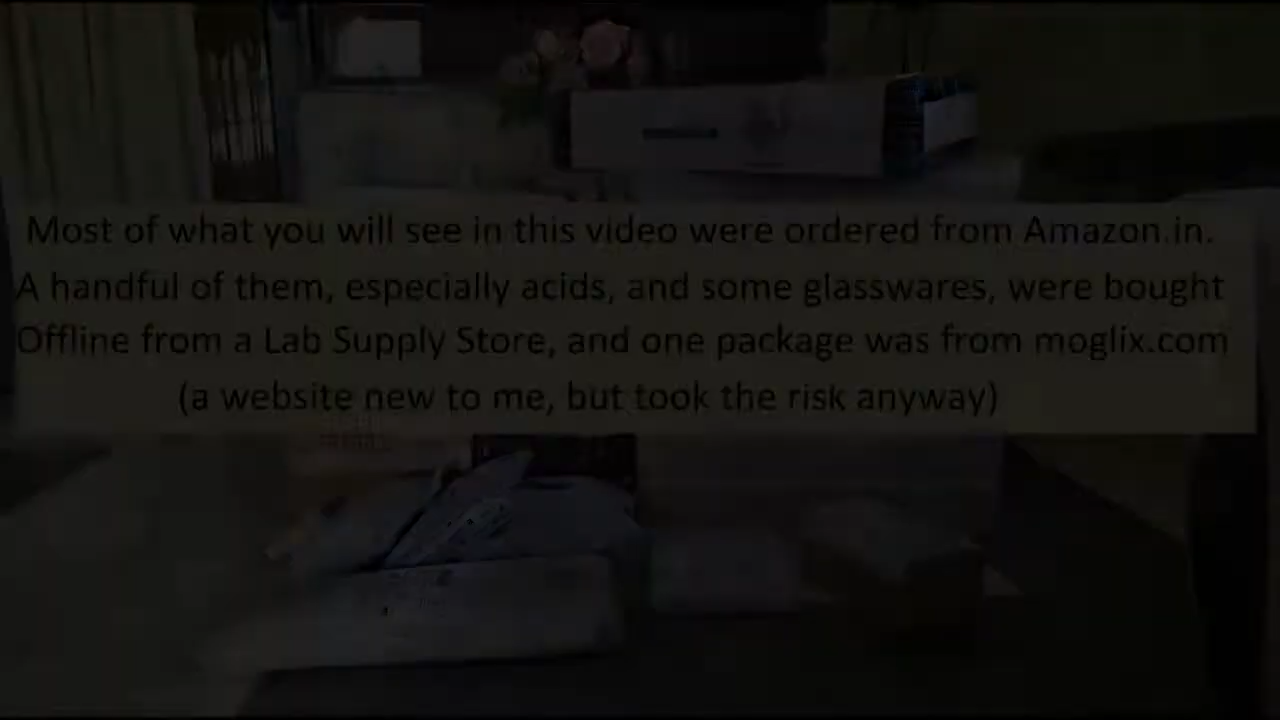 Most of what you will see in this video were ordered from Amazon.in.
A handful of them, especially acids, and some glasswares, were bought
Offline from a Lab Supply Store, and one package was from moglix.com
(a website new to me, but took the risk anyway)